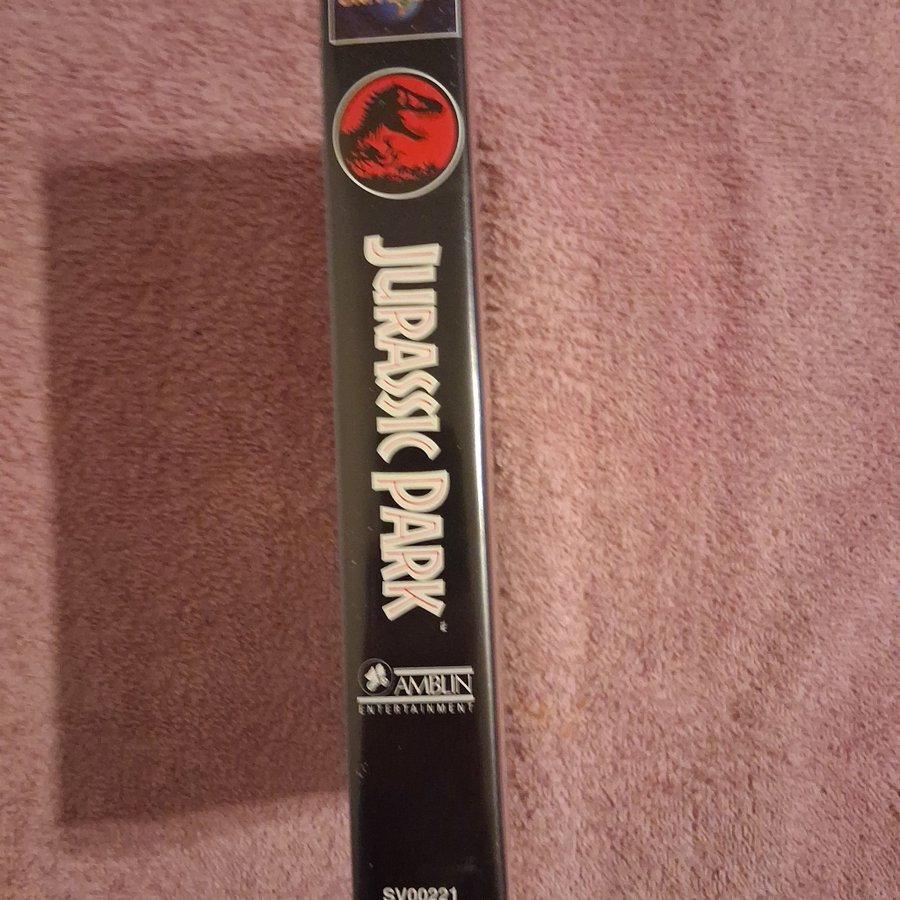 JURASSIC PARK
AMBLIN
ENTERTAINMENT
SV00221